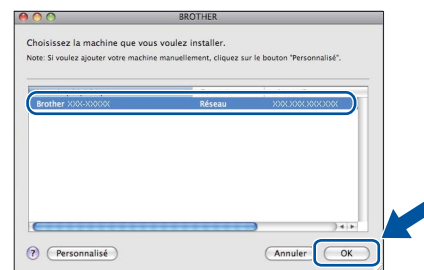 BROTHER
Choisissez la machine que vous voulez installer.
Note: Si voulez ajouter votre machine manuellement, cliquez sur le bouton "Personnalisé".
Brother XXX-XXXXX Réseau XXX.XXX.XXX.XXX
? Personnalisé Annuler OK